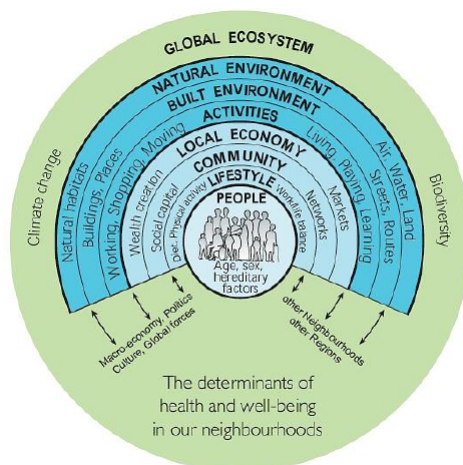 GLOBAL ECOSYSTEM
NATURAL ENVIRONMENT
BUILT ENVIRONMENT
ACTIVITIES
LOCAL ECONOMY
COMMUNITY
LIFESTYLE
PEOPLE
Age, sex,
hereditary
factors
Climate change
Natural habitats
Buildings, Places
Working, Shopping, Moving
Wealth creation
Social capital
Diet, Physical activity
Work/life balance
Networks
Markets
Living, Playing, Learning
Streets, Routes
Air, Water, Land
Biodiversity
Macro-economy, Politics
Culture, Global forces
other Neighbourhoods
other Regions
The determinants of
health and well-being
in our neighbourhoods